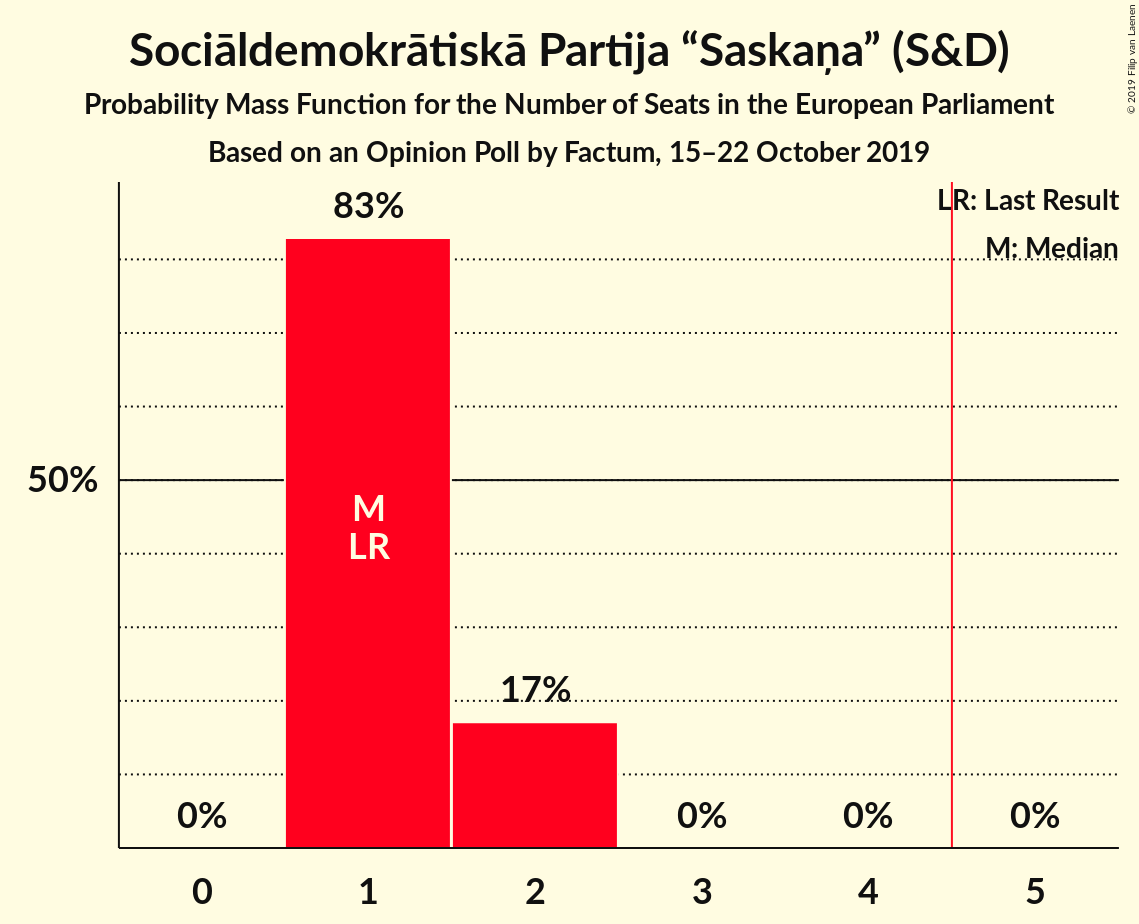 Sociāldemokrātiskā Partija “Saskaņa” (S&D)
Probability Mass Function for the Number of Seats in the European Parliament
Based on an Opinion Poll by Factum, 15–22 October 2019
© 2019 Filip van Laenen
LR: Last Result
M: Median
83%
50%
M
LR
17%
0%
0%
0%
0%
0
1
2
3
4
5